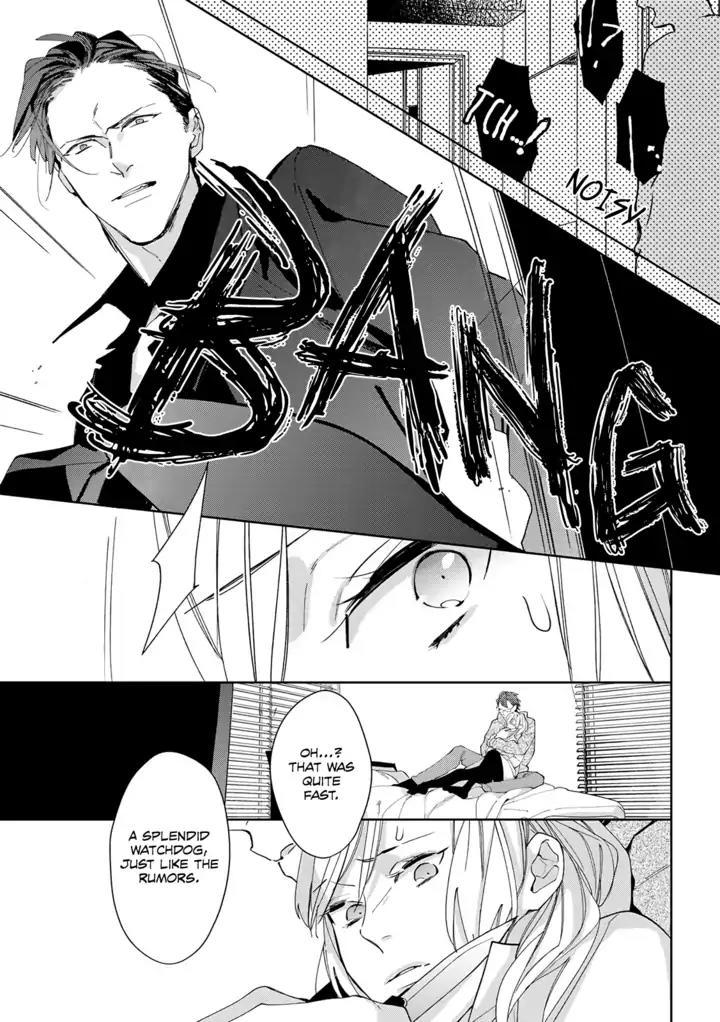 !?
TCH...!
NOISY
BANG
OH...?
THAT WAS
QUITE
FAST.
A SPLENDID
WATCHDOG,
JUST LIKE THE
RUMORS.